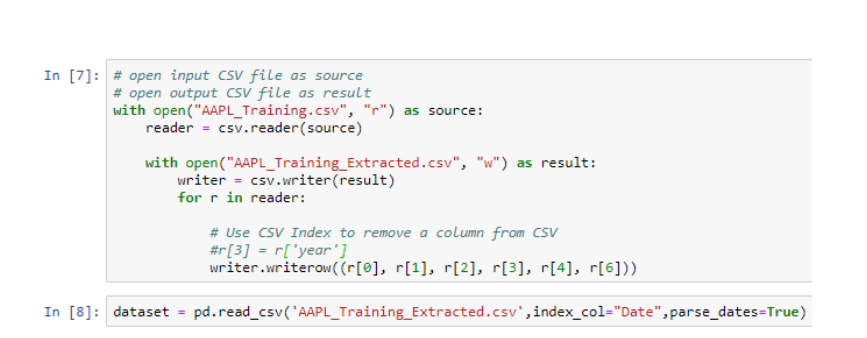 In [7]: # open input CSV file as source
# open output CSV file as result
with open("AAPL_Training.csv", "r") as source:
    reader = csv.reader(source)
    with open("AAPL_Training_Extracted.csv", "w") as result:
        writer = csv.writer(result)
        for r in reader:
            # Use CSV Index to remove a column from CSV
            #r[3] = r['year']
            writer.writerow((r[0], r[1], r[2], r[3], r[4], r[6]))
In [8]: dataset = pd.read_csv('AAPL_Training_Extracted.csv',index_col="Date",parse_dates=True)